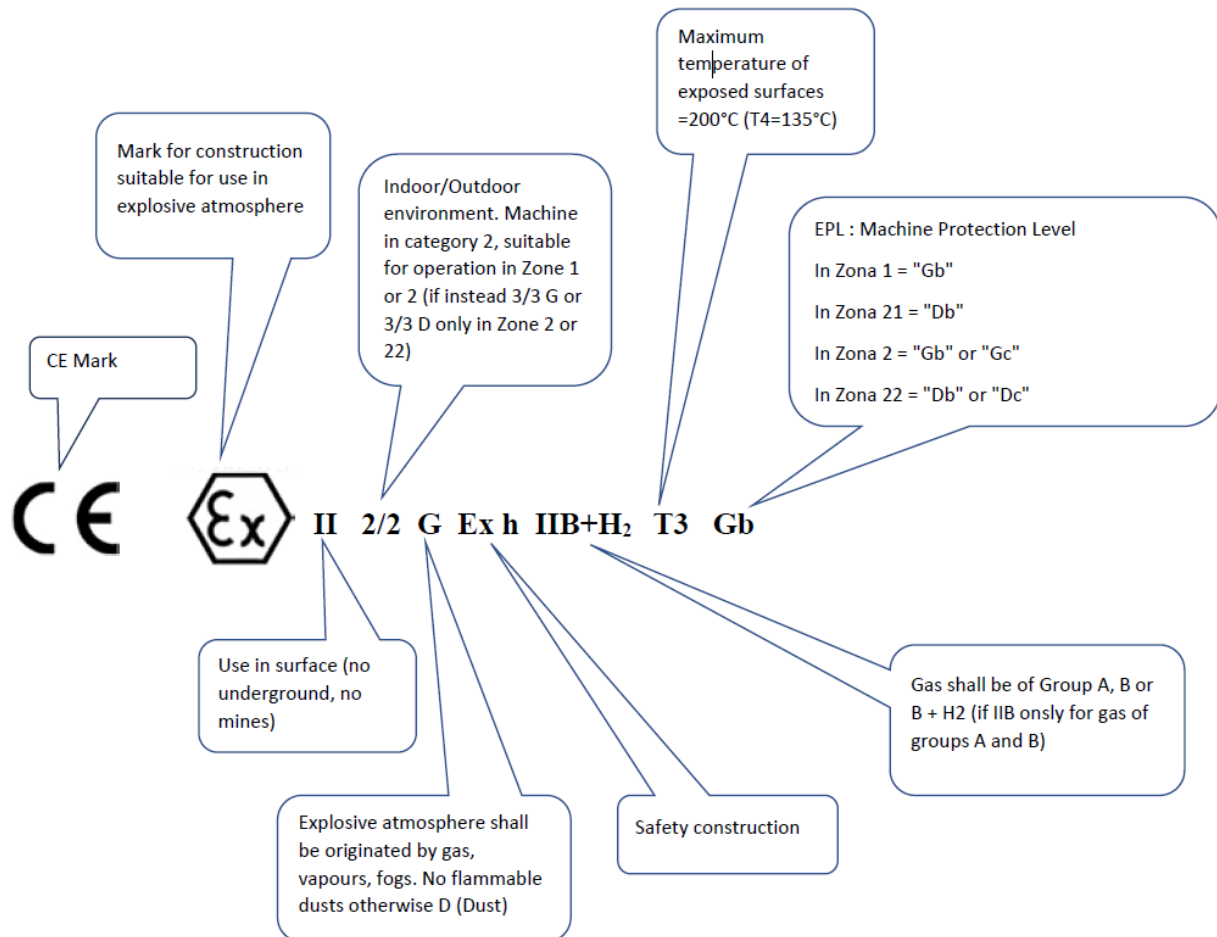 Maximum
temperature of
exposed surfaces
=200°C (T4=135°C)
Mark for construction
suitable for use in
explosive atmosphere
Indoor/Outdoor
environment. Machine
in category 2, suitable
for operation in Zone 1
or 2 (if instead 3/3 G or
3/3 D only in Zone 2 or
22)
EPL : Machine Protection Level
In Zona 1 = "Gb"
In Zona 21 = "Db"
In Zona 2 = "Gb" or "Gc"
In Zona 22 = "Db" or "Dc"
CE Mark
CE Ex II 2/2 G Ex h IIB+H₂ T3 Gb
Use in surface (no
underground, no
mines)
Gas shall be of Group A, B or
B + H2 (if IIB onsly for gas of
groups A and B)
Explosive atmosphere shall
be originated by gas,
vapours, fogs. No flammable
dusts otherwise D (Dust)
Safety construction